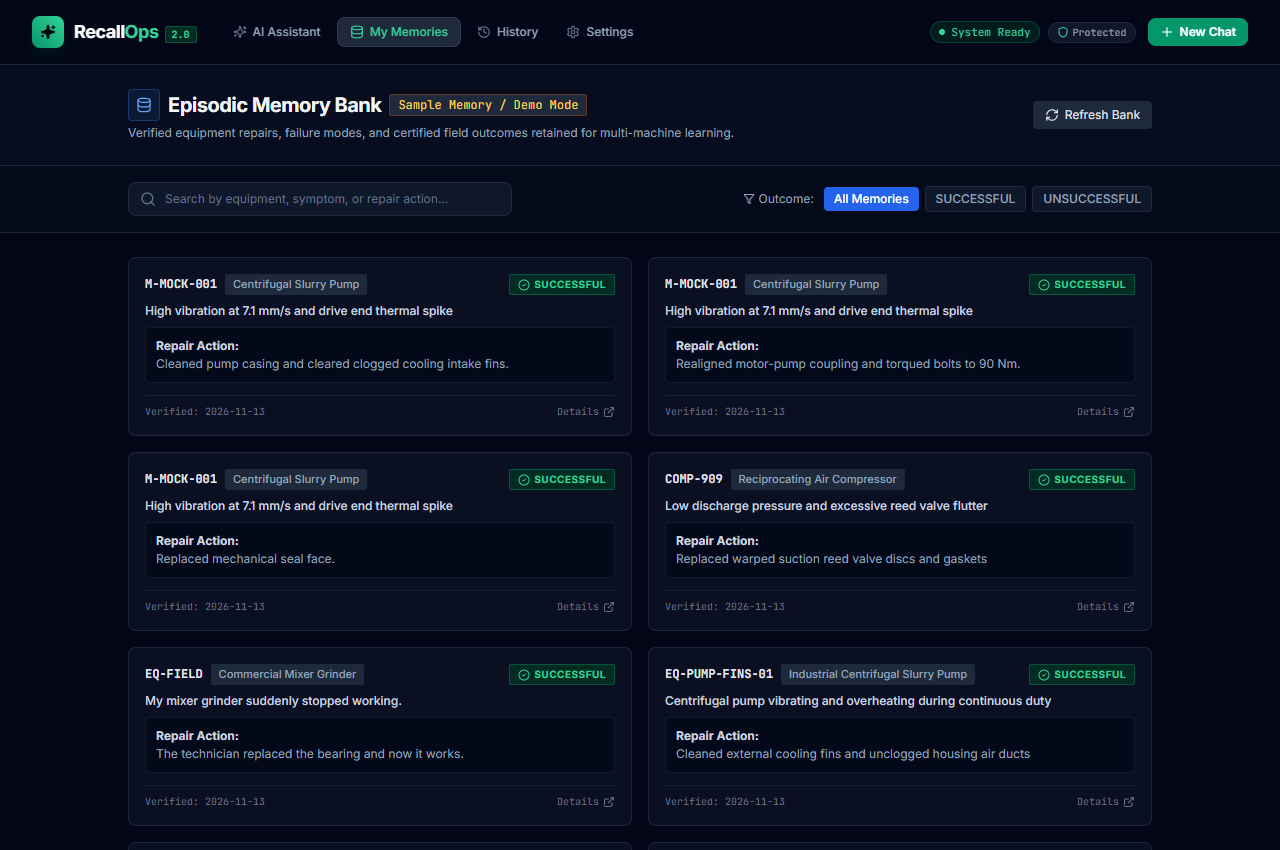 RecallOps 2.0 AI Assistant My Memories History Settings System Ready Protected + New Chat
Episodic Memory Bank Sample Memory / Demo Mode
Verified equipment repairs, failure modes, and certified field outcomes retained for multi-machine learning.
Refresh Bank
Search by equipment, symptom, or repair action...
Outcome: All Memories SUCCESSFUL UNSUCCESSFUL
M-MOCK-001 Centrifugal Slurry Pump SUCCESSFUL
High vibration at 7.1 mm/s and drive end thermal spike
Repair Action:
Cleaned pump casing and cleared clogged cooling intake fins.
Verified: 2026-11-13 Details
M-MOCK-001 Centrifugal Slurry Pump SUCCESSFUL
High vibration at 7.1 mm/s and drive end thermal spike
Repair Action:
Realigned motor-pump coupling and torqued bolts to 90 Nm.
Verified: 2026-11-13 Details
M-MOCK-001 Centrifugal Slurry Pump SUCCESSFUL
High vibration at 7.1 mm/s and drive end thermal spike
Repair Action:
Replaced mechanical seal face.
Verified: 2026-11-13 Details
COMP-909 Reciprocating Air Compressor SUCCESSFUL
Low discharge pressure and excessive reed valve flutter
Repair Action:
Replaced warped suction reed valve discs and gaskets
Verified: 2026-11-13 Details
EQ-FIELD Commercial Mixer Grinder SUCCESSFUL
My mixer grinder suddenly stopped working.
Repair Action:
The technician replaced the bearing and now it works.
Verified: 2026-11-13 Details
EQ-PUMP-FINS-01 Industrial Centrifugal Slurry Pump SUCCESSFUL
Centrifugal pump vibrating and overheating during continuous duty
Repair Action:
Cleaned external cooling fins and unclogged housing air ducts
Verified: 2026-11-13 Details